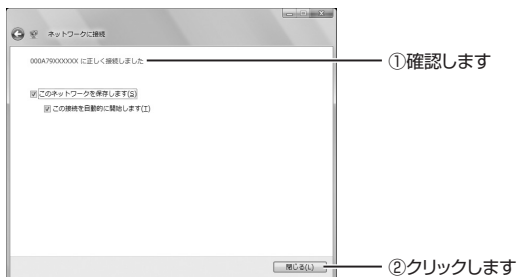 ネットワークに接続
000A79XXXXXX に正しく接続しました
①確認します
このネットワークを保存します(S)
この接続を自動的に開始します(T)
閉じる(L)
②クリックします